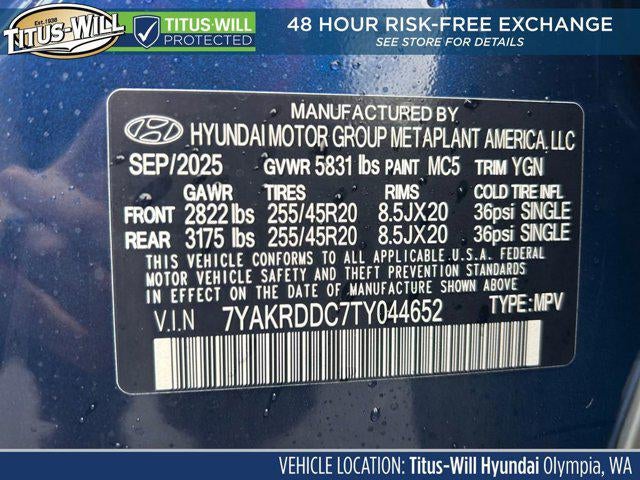 Est. 1938
TITUS-WILL
TITUS-WILL
PROTECTED
48 HOUR RISK-FREE EXCHANGE
SEE STORE FOR DETAILS
MANUFACTURED BY
HYUNDAI MOTOR GROUP METAPLANT AMERICA, LLC
SEP/2025 GVWR 5831 lbs PAINT MC5 TRIM YGN
GAWR TIRES RIMS COLD TIRE INFL
FRONT 2822 lbs 255/45R20 8.5JX20 36psi SINGLE
REAR 3175 lbs 255/45R20 8.5JX20 36psi SINGLE
THIS VEHICLE CONFORMS TO ALL APPLICABLE U.S.A. FEDERAL
MOTOR VEHICLE SAFETY AND THEFT PREVENTION STANDARDS
IN EFFECT ON THE DATE OF MANUFACTURE SHOWN ABOVE.
V.I.N 7YAKRDDC7TY044652 TYPE: MPV
VEHICLE LOCATION: Titus-Will Hyundai Olympia, WA